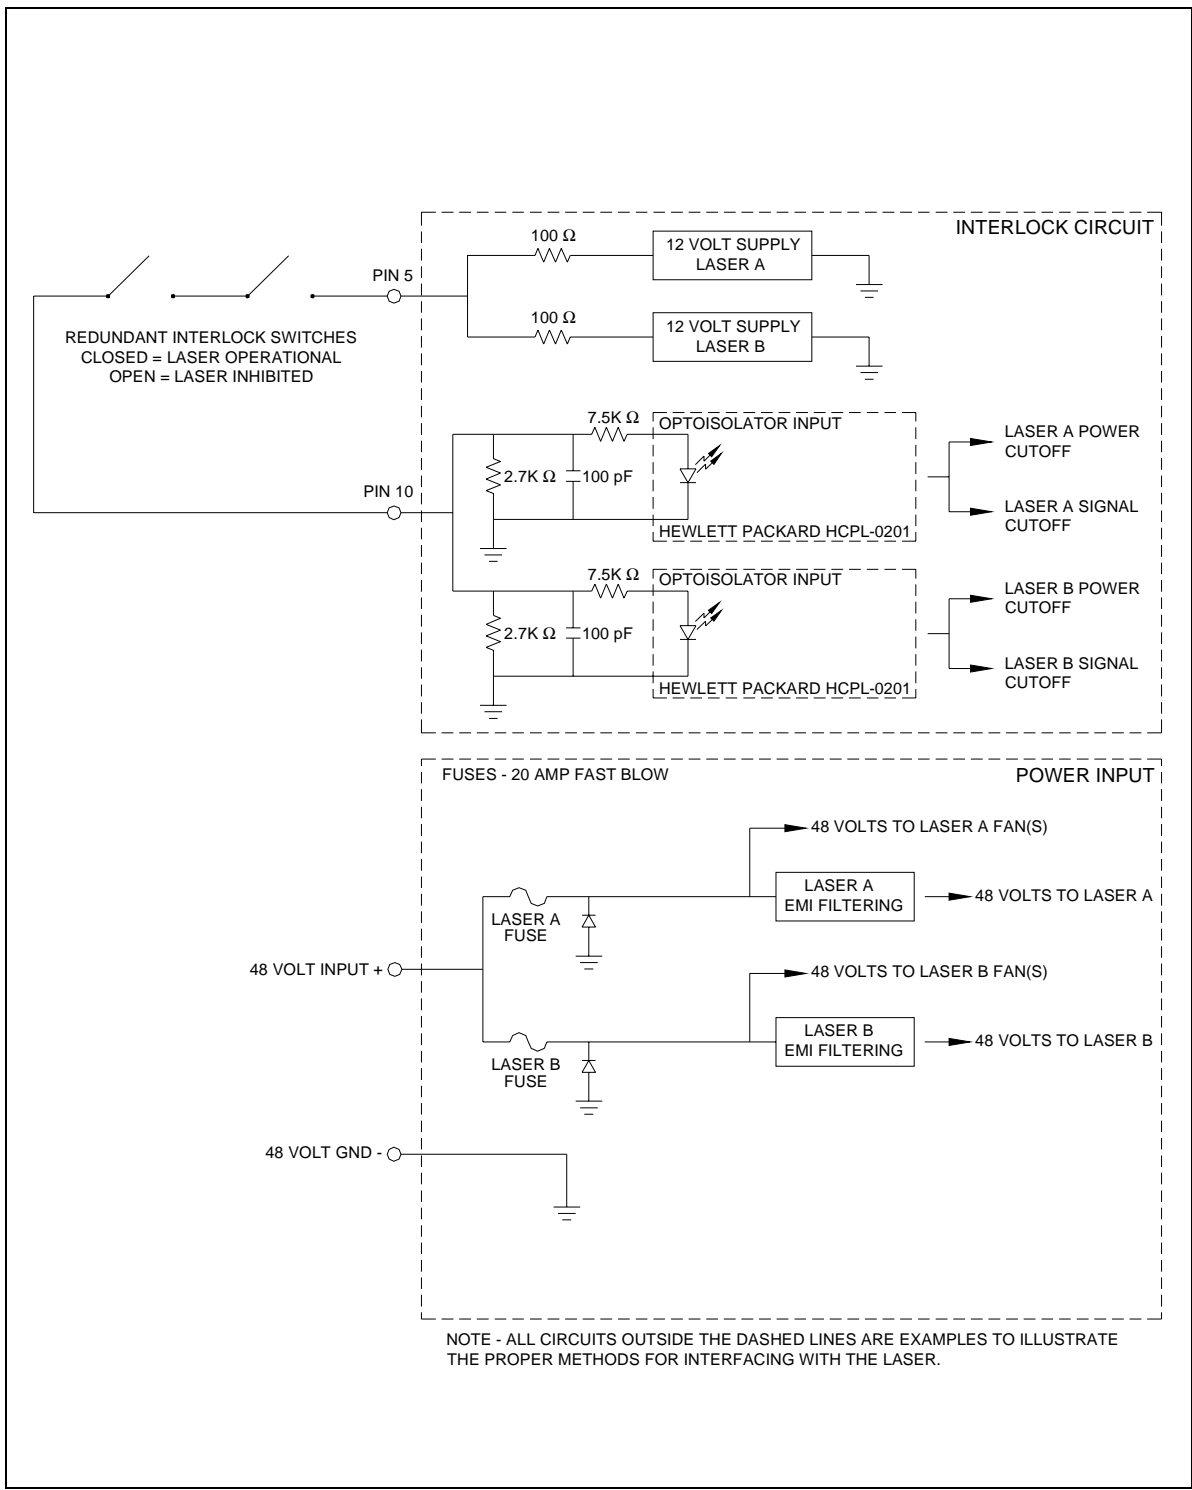 INTERLOCK CIRCUIT
100 Ω
12 VOLT SUPPLY
LASER A
PIN 5
100 Ω
12 VOLT SUPPLY
LASER B
REDUNDANT INTERLOCK SWITCHES
CLOSED = LASER OPERATIONAL
OPEN = LASER INHIBITED
7.5K Ω
OPTOISOLATOR INPUT
2.7K Ω
100 pF
HEWLETT PACKARD HCPL-0201
LASER A POWER
CUTOFF
LASER A SIGNAL
CUTOFF
PIN 10
7.5K Ω
OPTOISOLATOR INPUT
2.7K Ω
100 pF
HEWLETT PACKARD HCPL-0201
LASER B POWER
CUTOFF
LASER B SIGNAL
CUTOFF
FUSES - 20 AMP FAST BLOW
POWER INPUT
48 VOLTS TO LASER A FAN(S)
LASER A
EMI FILTERING
48 VOLTS TO LASER A
LASER A
FUSE
48 VOLT INPUT +
48 VOLTS TO LASER B FAN(S)
LASER B
EMI FILTERING
48 VOLTS TO LASER B
LASER B
FUSE
48 VOLT GND -
NOTE - ALL CIRCUITS OUTSIDE THE DASHED LINES ARE EXAMPLES TO ILLUSTRATE
THE PROPER METHODS FOR INTERFACING WITH THE LASER.